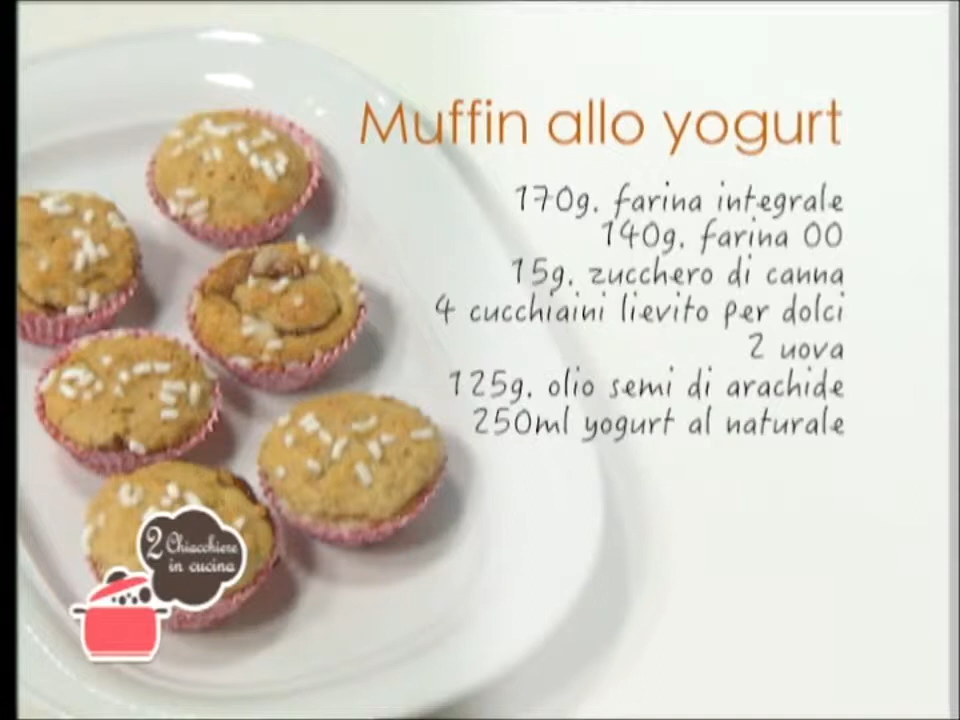 Muffin allo yogurt
170g. farina integrale
140g. farina 00
15g. zucchero di canna
4 cucchiaini lievito per dolci
2 uova
125g. olio semi di arachide
250ml yogurt al naturale
2 Chiacchiere
in cucina